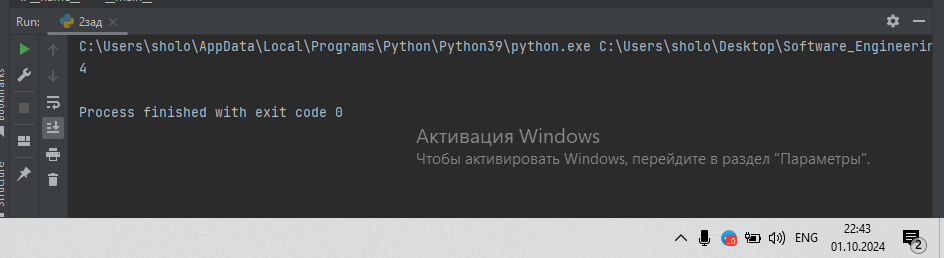 Run:
2зад
C:\Users\sholo\AppData\Local\Programs\Python\Python39\python.exe C:\Users\sholo\Desktop\Software_Engineerin
4
Process finished with exit code 0
Активация Windows
Чтобы активировать Windows, перейдите в раздел "Параметры".
Bookmarks
Structure
ENG
22:43
01.10.2024
2